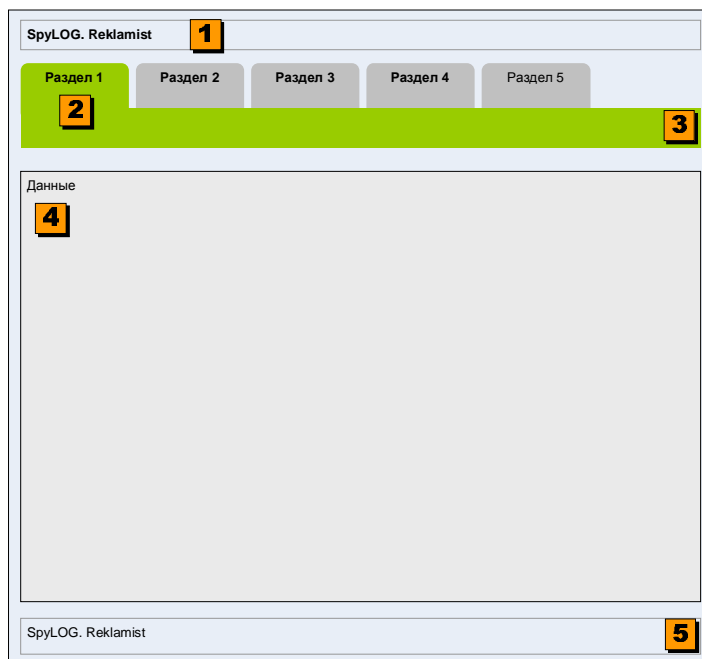 SpyLOG. Reklamist 1
Раздел 1 Раздел 2 Раздел 3 Раздел 4 Раздел 5
2
3
Данные
4
SpyLOG. Reklamist 5